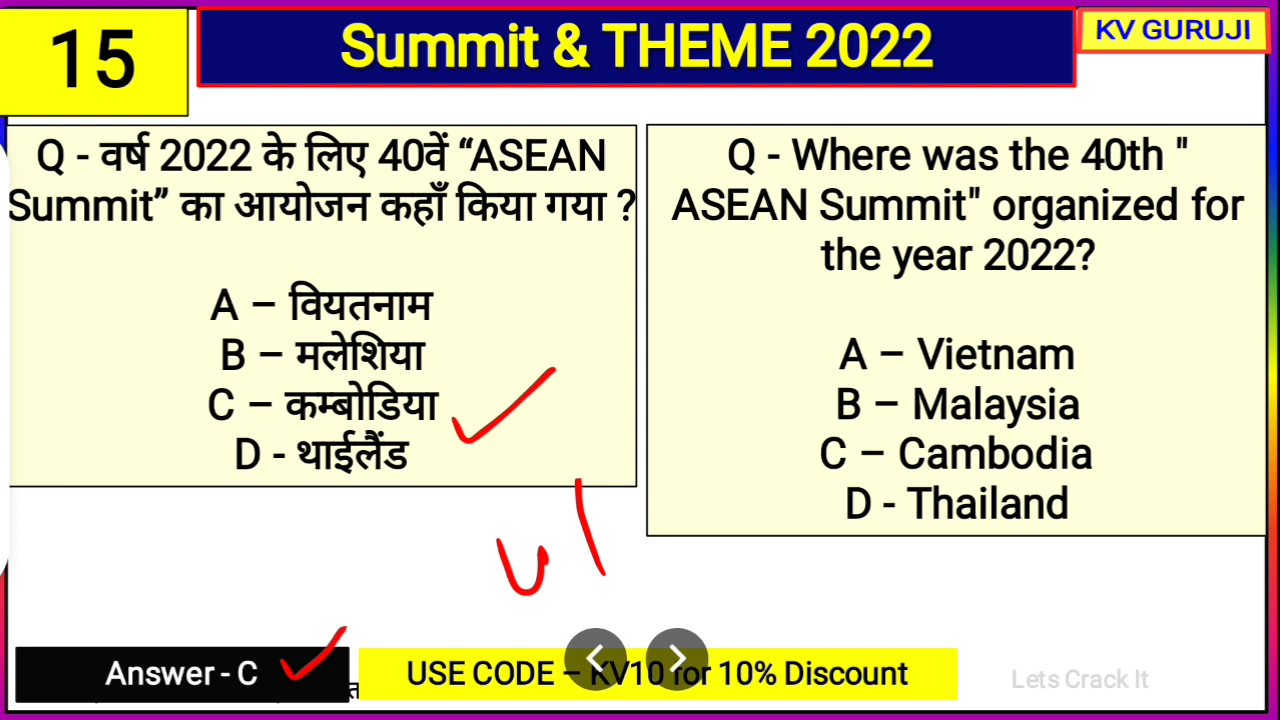 15
Summit & THEME 2022
KV GURUJI
Q - वर्ष 2022 के लिए 40वें “ASEAN
Summit” का आयोजन कहाँ किया गया ?
A – वियतनाम
B – मलेशिया
C – कम्बोडिया
D - थाईलैंड
Q - Where was the 40th "
ASEAN Summit" organized for
the year 2022?
A – Vietnam
B – Malaysia
C – Cambodia
D - Thailand
Answer - C
USE CODE – KV10 for 10% Discount
Lets Crack It